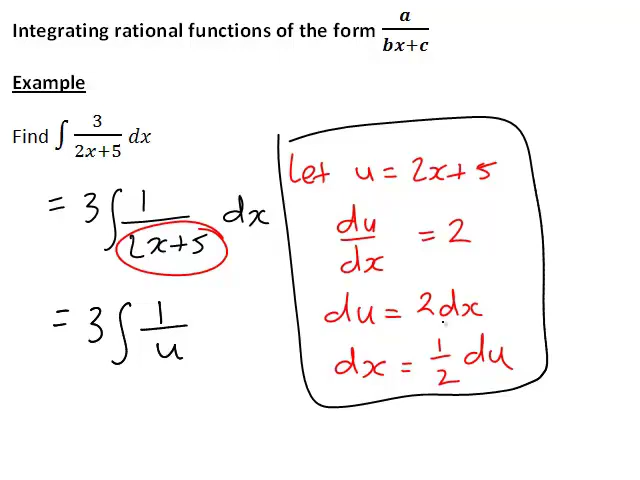 Integrating rational functions of the form a/(bx+c)
Example
Find ∫ 3/(2x+5) dx
= 3∫ 1/(2x+5) dx
= 3∫ 1/u
Let u = 2x+5
du/dx = 2
du = 2dx
dx = 1/2 du